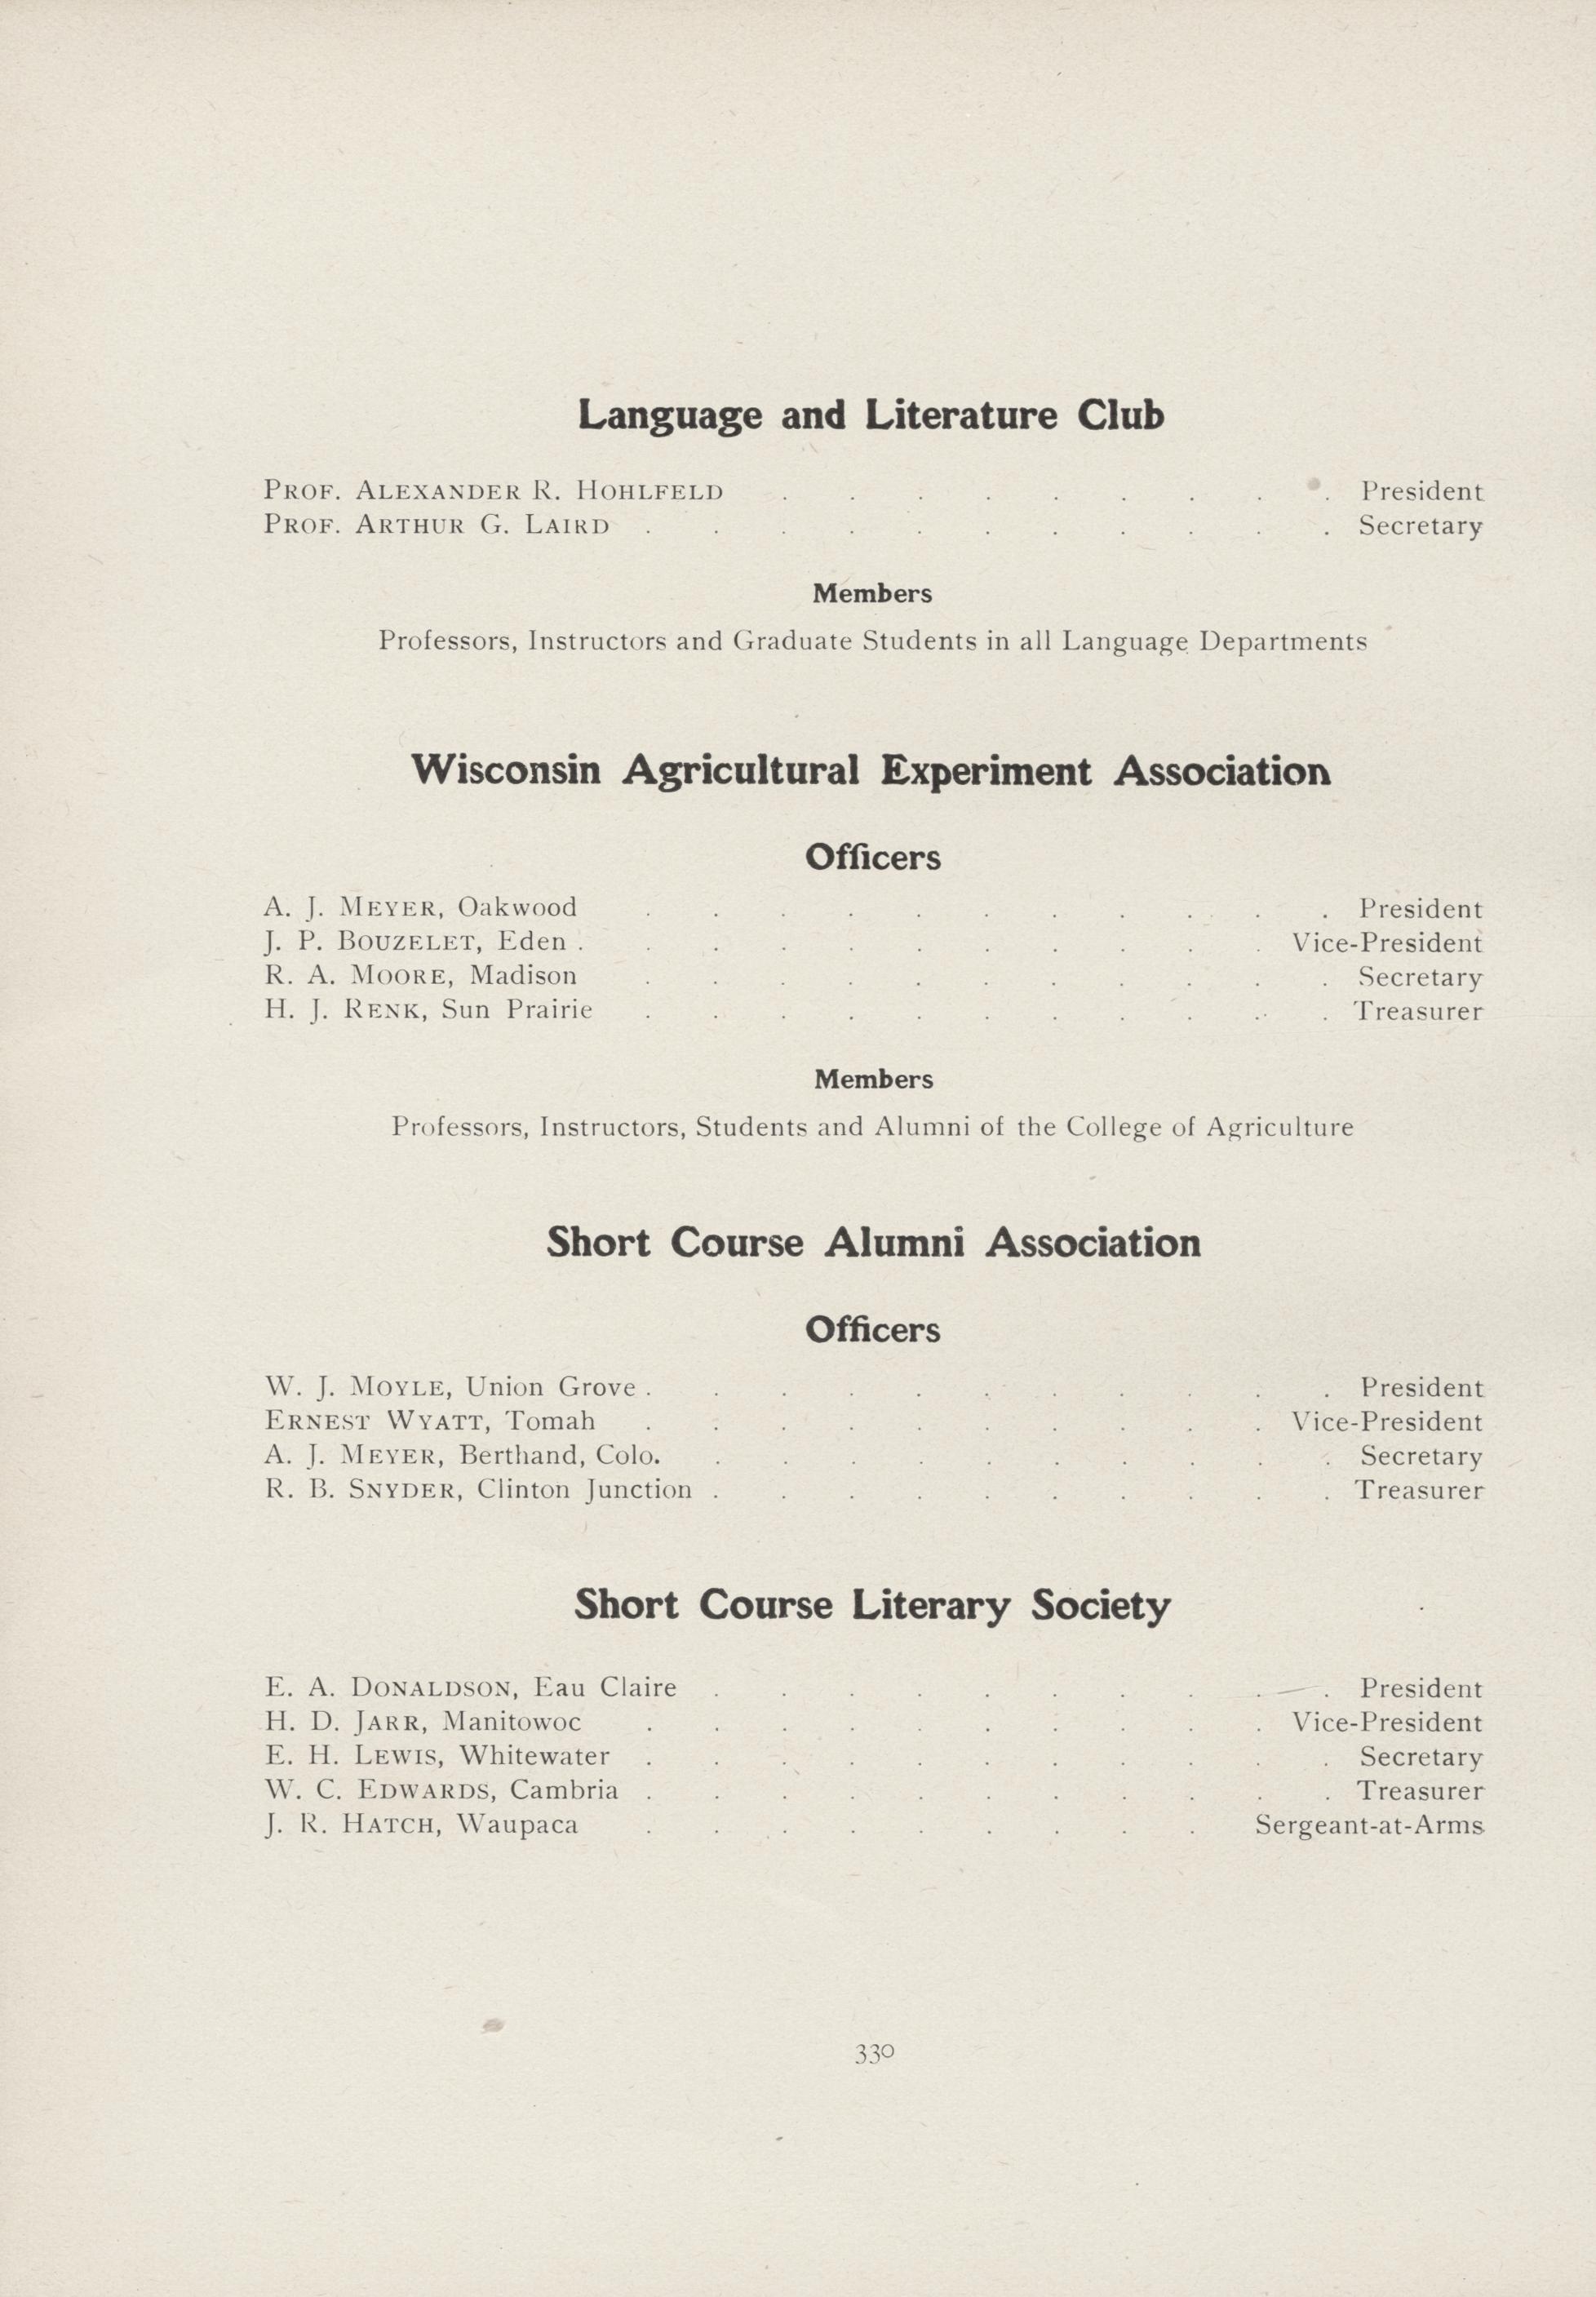 Language and Literature Club
PROF. ALEXANDER R. HOHLFELD . . . . . . . . . President
PROF. ARTHUR G. LAIRD . . . . . . . . . . . Secretary
Members
Professors, Instructors and Graduate Students in all Language Departments
Wisconsin Agricultural Experiment Association
Officers
A. J. MEYER, Oakwood . . . . . . . . . . . President
J. P. BOUZELET, Eden . . . . . . . . . . . Vice-President
R. A. MOORE, Madison . . . . . . . . . . . Secretary
H. J. RENK, Sun Prairie . . . . . . . . . . . Treasurer
Members
Professors, Instructors, Students and Alumni of the College of Agriculture
Short Course Alumni Association
Officers
W. J. MOYLE, Union Grove . . . . . . . . . . . President
ERNEST WYATT, Tomah . . . . . . . . . . Vice-President
A. J. MEYER, Berthand, Colo. . . . . . . . . . . Secretary
R. B. SNYDER, Clinton Junction . . . . . . . . . . Treasurer
Short Course Literary Society
E. A. DONALDSON, Eau Claire . . . . . . . . . . President
H. D. JARR, Manitowoc . . . . . . . . . . Vice-President
E. H. LEWIS, Whitewater . . . . . . . . . . . Secretary
W. C. EDWARDS, Cambria . . . . . . . . . . . Treasurer
J. R. HATCH, Waupaca . . . . . . . . . Sergeant-at-Arms
330